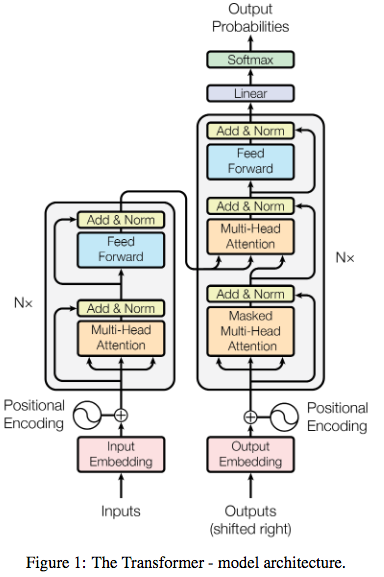 Output
Probabilities
Softmax
Linear
Add & Norm
Feed
Forward
Add & Norm
Multi-Head
Attention
Add & Norm
Masked
Multi-Head
Attention
N×
Positional
Encoding
Output
Embedding
Outputs
(shifted right)
Add & Norm
Feed
Forward
Add & Norm
Multi-Head
Attention
N×
Positional
Encoding
Input
Embedding
Inputs
Figure 1: The Transformer - model architecture.